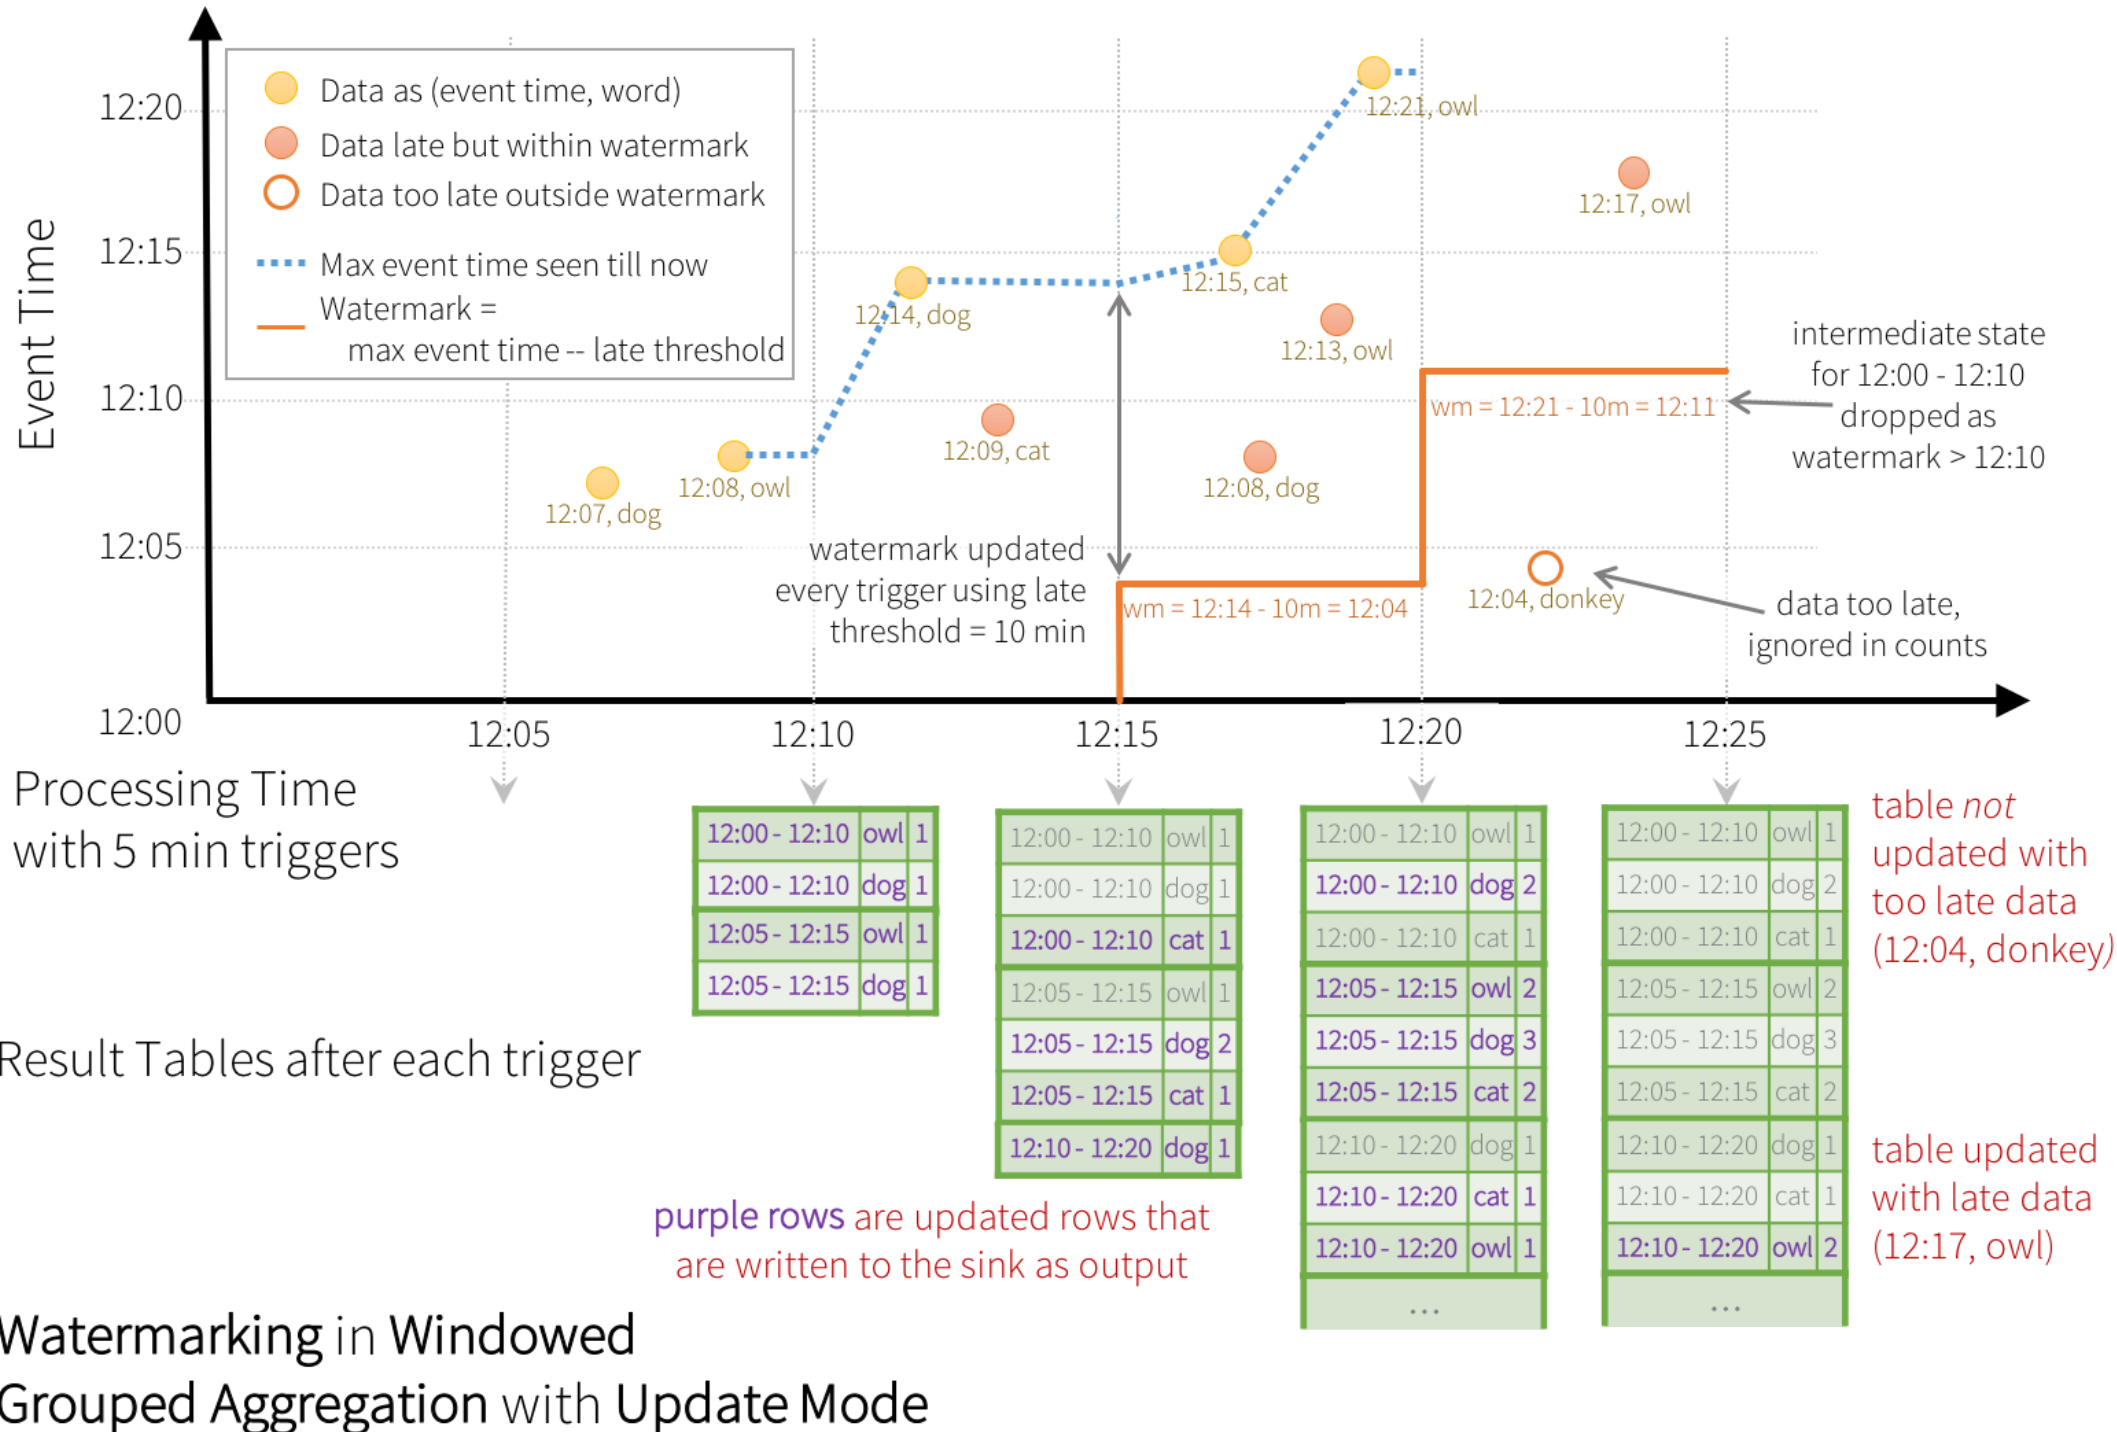 Data as (event time, word)
Data late but within watermark
Data too late outside watermark
Max event time seen till now
Watermark =
max event time -- late threshold
Event Time
12:20
12:15
12:10
12:05
12:00
12:07, dog
12:08, owl
12:14, dog
12:09, cat
12:15, cat
12:21, owl
12:13, owl
12:08, dog
12:17, owl
12:04, donkey
watermark updated
every trigger using late
threshold = 10 min
wm = 12:14 - 10m = 12:04
wm = 12:21 - 10m = 12:11
intermediate state
for 12:00 - 12:10
dropped as
watermark > 12:10
data too late,
ignored in counts
12:05
12:10
12:15
12:20
12:25
Processing Time
with 5 min triggers
Result Tables after each trigger
12:00 - 12:10 owl 1
12:00 - 12:10 dog 1
12:05 - 12:15 owl 1
12:05 - 12:15 dog 1
12:00 - 12:10 owl 1
12:00 - 12:10 dog 1
12:00 - 12:10 cat 1
12:05 - 12:15 owl 1
12:05 - 12:15 dog 2
12:05 - 12:15 cat 1
12:10 - 12:20 dog 1
12:00 - 12:10 owl 1
12:00 - 12:10 dog 2
12:00 - 12:10 cat 1
12:05 - 12:15 owl 2
12:05 - 12:15 dog 3
12:05 - 12:15 cat 2
12:10 - 12:20 dog 1
12:10 - 12:20 cat 1
12:10 - 12:20 owl 1
...
12:00 - 12:10 owl 1
12:00 - 12:10 dog 2
12:00 - 12:10 cat 1
12:05 - 12:15 owl 2
12:05 - 12:15 dog 3
12:05 - 12:15 cat 2
12:10 - 12:20 dog 1
12:10 - 12:20 cat 1
12:10 - 12:20 owl 2
...
table not
updated with
too late data
(12:04, donkey)
table updated
with late data
(12:17, owl)
purple rows are updated rows that
are written to the sink as output
Watermarking in Windowed
Grouped Aggregation with Update Mode